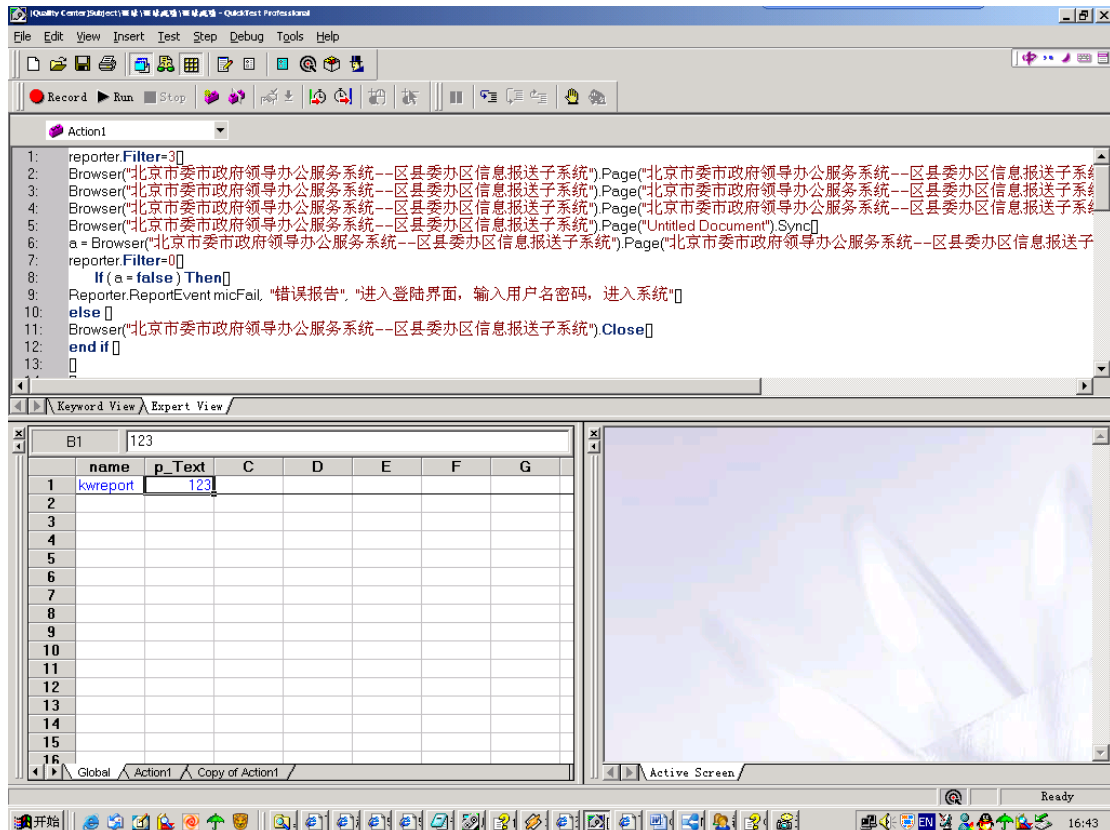 [Quality Center]Subject\ - QuickTest Professional
File Edit View Insert Test Step Debug Tools Help
中
Record Run Stop
Action1
1: reporter.Filter=3
2: Browser("北京市委市政府领导办公服务系统--区县委办区信息报送子系统").Page("北京市委市政府领导办公服务系统--区县委办区信息报送子系
3: Browser("北京市委市政府领导办公服务系统--区县委办区信息报送子系统").Page("北京市委市政府领导办公服务系统--区县委办区信息报送子系
4: Browser("北京市委市政府领导办公服务系统--区县委办区信息报送子系统").Page("北京市委市政府领导办公服务系统--区县委办区信息报送子系
5: Browser("北京市委市政府领导办公服务系统--区县委办区信息报送子系统").Page("Untitled Document").Sync
6: a = Browser("北京市委市政府领导办公服务系统--区县委办区信息报送子系统").Page("北京市委市政府领导办公服务系统--区县委办区信息报送子
7: reporter.Filter=0
8: If ( a = false ) Then
9: Reporter.ReportEvent micFail, "错误报告", "进入登陆界面，输入用户名密码，进入系统"
10: else
11: Browser("北京市委市政府领导办公服务系统--区县委办区信息报送子系统").Close
12: end if
13:
Keyword View Expert View
B1 123
name p_Text C D E F G
1 kwreport 123
2
3
4
5
6
7
8
9
10
11
12
13
14
15
16
Global Action1 Copy of Action1
Active Screen
Ready
开始 EN 16:43